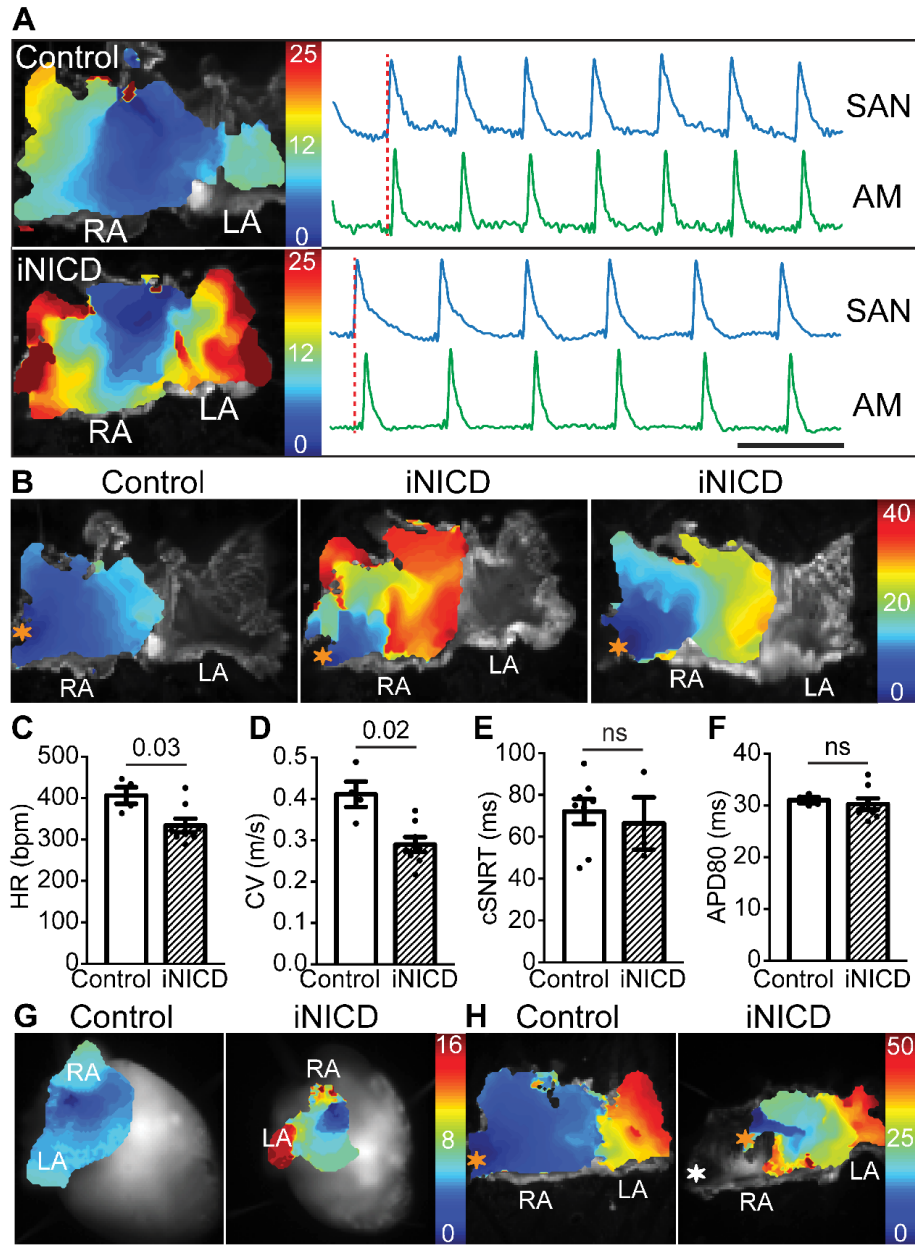 A
Control
25
12
0
RA
LA
SAN
AM
iNICD
25
12
0
RA
LA
SAN
AM
B
Control
iNICD
iNICD
RA
LA
RA
LA
RA
LA
40
20
0
C
0.03
HR (bpm)
500
400
300
200
100
0
Control
iNICD
D
0.02
CV (m/s)
0.5
0.4
0.3
0.2
0.1
0.0
Control
iNICD
E
ns
cSNRT (ms)
100
80
60
40
20
0
Control
iNICD
F
ns
APD80 (ms)
40
30
20
10
0
Control
iNICD
G
Control
iNICD
RA
LA
RA
LA
16
8
0
H
Control
iNICD
RA
LA
RA
LA
50
25
0